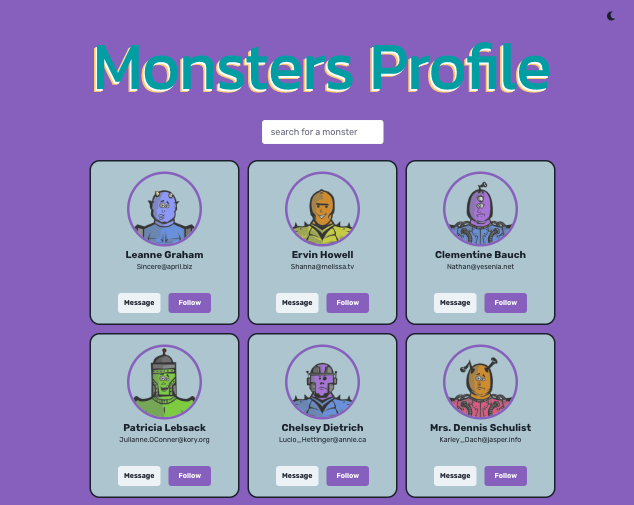 Monsters Profile
search for a monster
Leanne Graham
Sincere@april.biz
Message
Follow
Ervin Howell
Shanna@melissa.tv
Message
Follow
Clementine Bauch
Nathan@yesenia.net
Message
Follow
Patricia Lebsack
Julianne.OConner@kory.org
Message
Follow
Chelsey Dietrich
Lucio_Hettinger@annie.ca
Message
Follow
Mrs. Dennis Schulist
Karley_Dach@jasper.info
Message
Follow